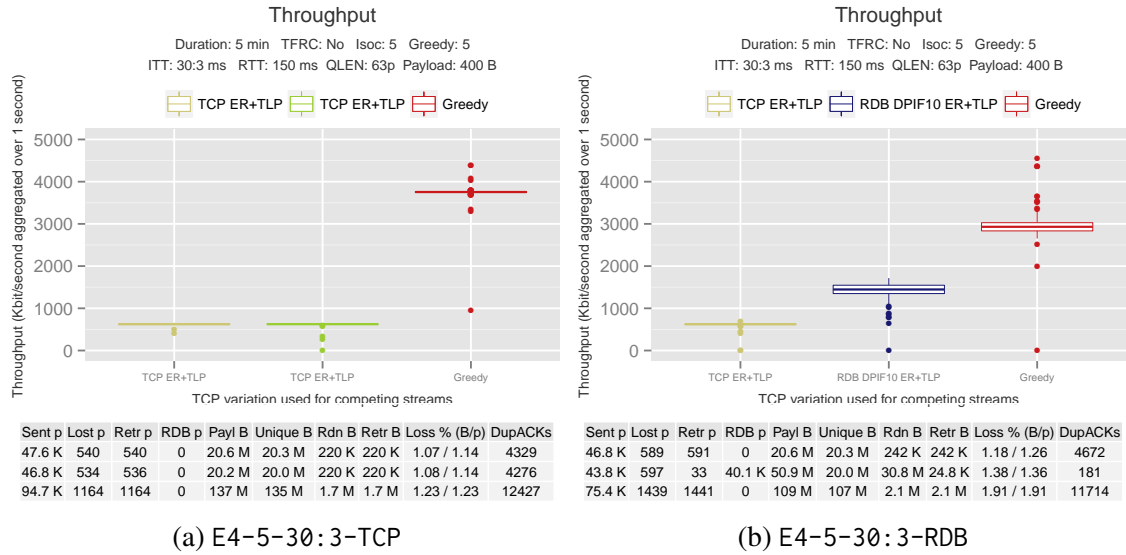 Throughput
Duration: 5 min TFRC: No Isoc: 5 Greedy: 5
ITT: 30:3 ms RTT: 150 ms QLEN: 63p Payload: 400 B
TCP ER+TLP TCP ER+TLP Greedy
Throughput (Kbit/second aggregated over 1 second)
5000
4000
3000
2000
1000
0
TCP ER+TLP TCP ER+TLP Greedy
TCP variation used for competing streams
Sent p Lost p Retr p RDB p Payl B Unique B Rdn B Retr B Loss % (B/p) DupACKs
47.6 K 540 540 0 20.6 M 20.3 M 220 K 220 K 1.07 / 1.14 4329
46.8 K 534 536 0 20.2 M 20.0 M 220 K 220 K 1.08 / 1.14 4276
94.7 K 1164 1164 0 137 M 135 M 1.7 M 1.7 M 1.23 / 1.23 12427
(a) E4-5-30:3-TCP
Throughput
Duration: 5 min TFRC: No Isoc: 5 Greedy: 5
ITT: 30:3 ms RTT: 150 ms QLEN: 63p Payload: 400 B
TCP ER+TLP RDB DPIF10 ER+TLP Greedy
Throughput (Kbit/second aggregated over 1 second)
5000
4000
3000
2000
1000
0
TCP ER+TLP RDB DPIF10 ER+TLP Greedy
TCP variation used for competing streams
Sent p Lost p Retr p RDB p Payl B Unique B Rdn B Retr B Loss % (B/p) DupACKs
46.8 K 589 591 0 20.6 M 20.3 M 242 K 242 K 1.18 / 1.26 4672
43.8 K 597 33 40.1 K 50.9 M 20.0 M 30.8 M 24.8 K 1.38 / 1.36 181
75.4 K 1439 1441 0 109 M 107 M 2.1 M 2.1 M 1.91 / 1.91 11714
(b) E4-5-30:3-RDB